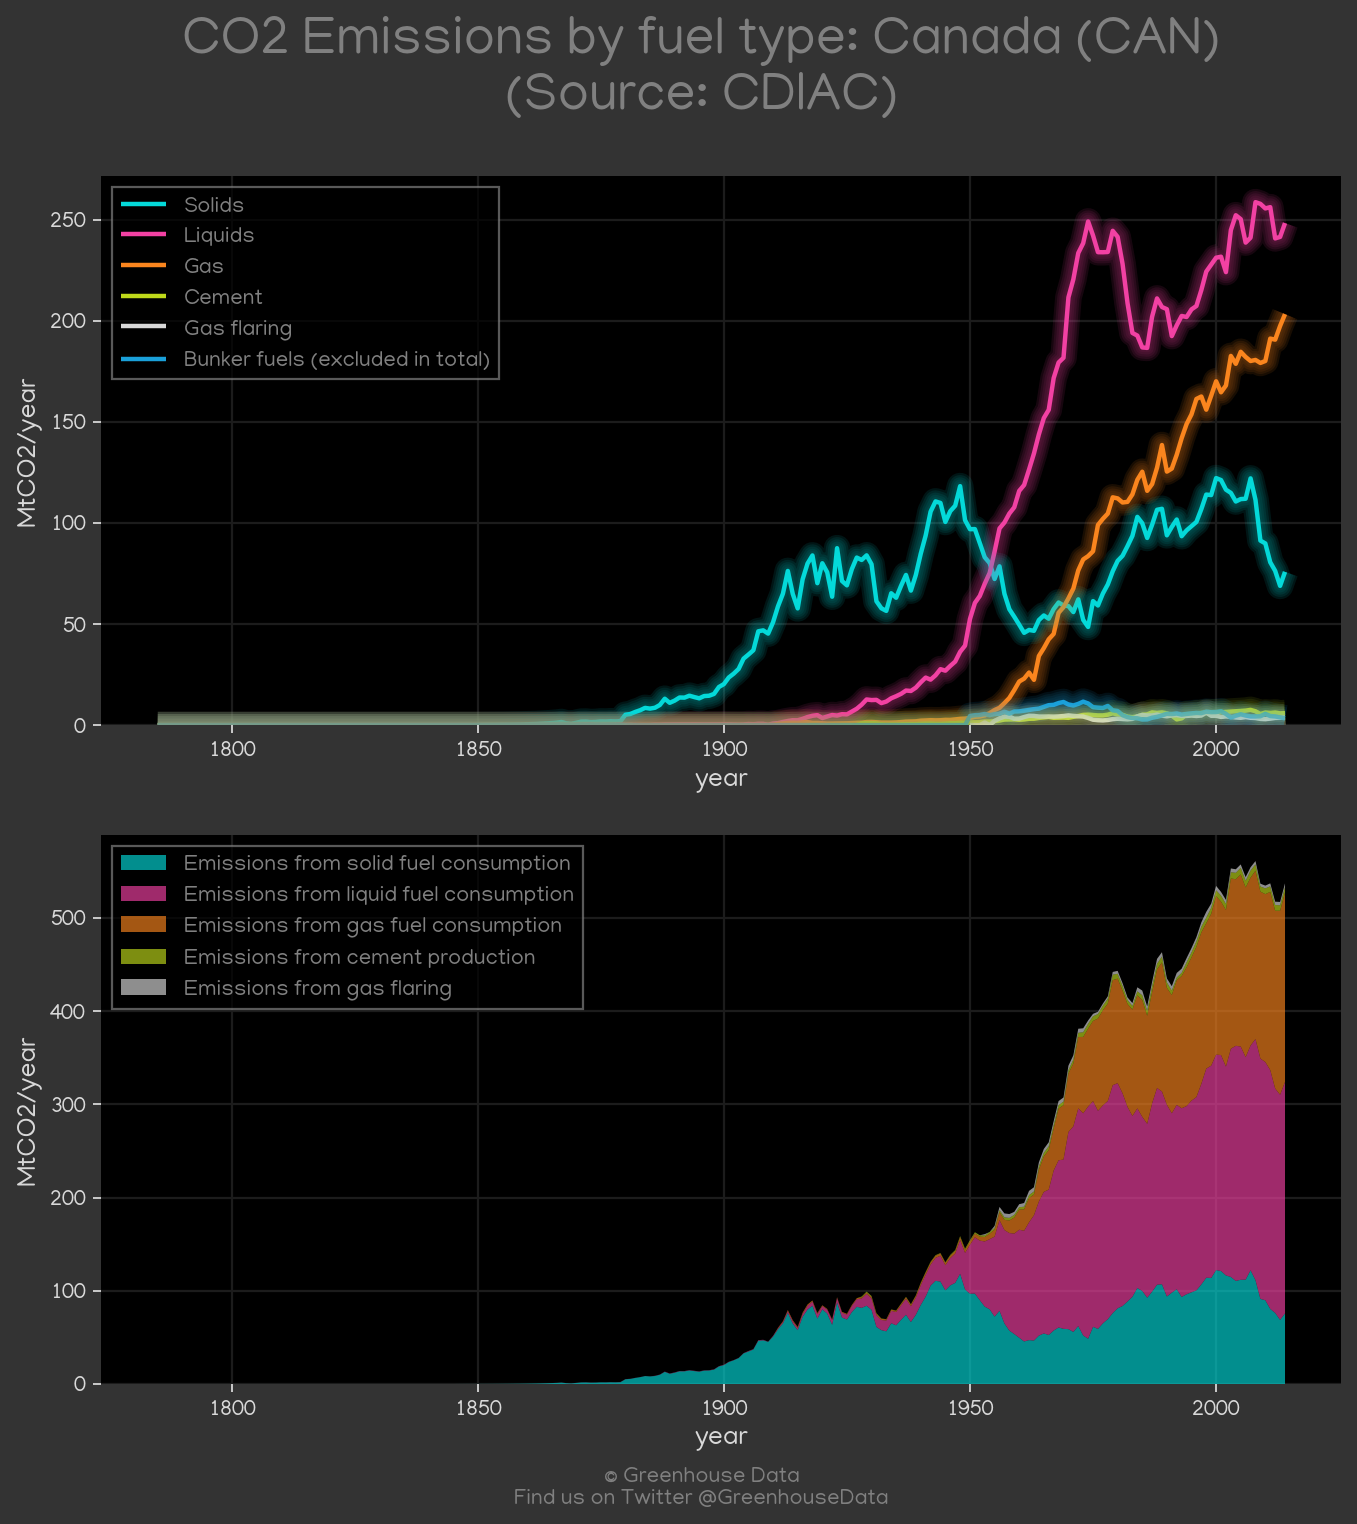 CO2 Emissions by fuel type: Canada (CAN)
(Source: CDIAC)
Solids
Liquids
Gas
Cement
Gas flaring
Bunker fuels (excluded in total)
MtCO2/year
250
200
150
100
50
0
1800 1850 1900 1950 2000
year
Emissions from solid fuel consumption
Emissions from liquid fuel consumption
Emissions from gas fuel consumption
Emissions from cement production
Emissions from gas flaring
MtCO2/year
500
400
300
200
100
0
1800 1850 1900 1950 2000
year
© Greenhouse Data
Find us on Twitter @GreenhouseData